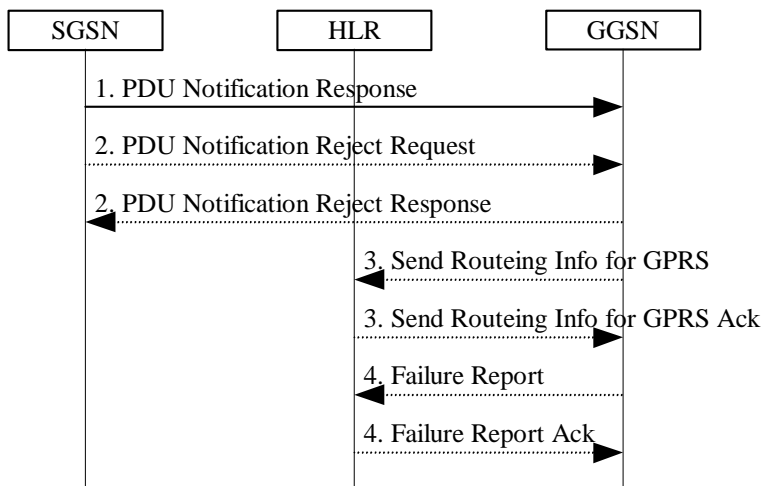 SGSN
HLR
GGSN
1. PDU Notification Response
2. PDU Notification Reject Request
2. PDU Notification Reject Response
3. Send Routeing Info for GPRS
3. Send Routeing Info for GPRS Ack
4. Failure Report
4. Failure Report Ack